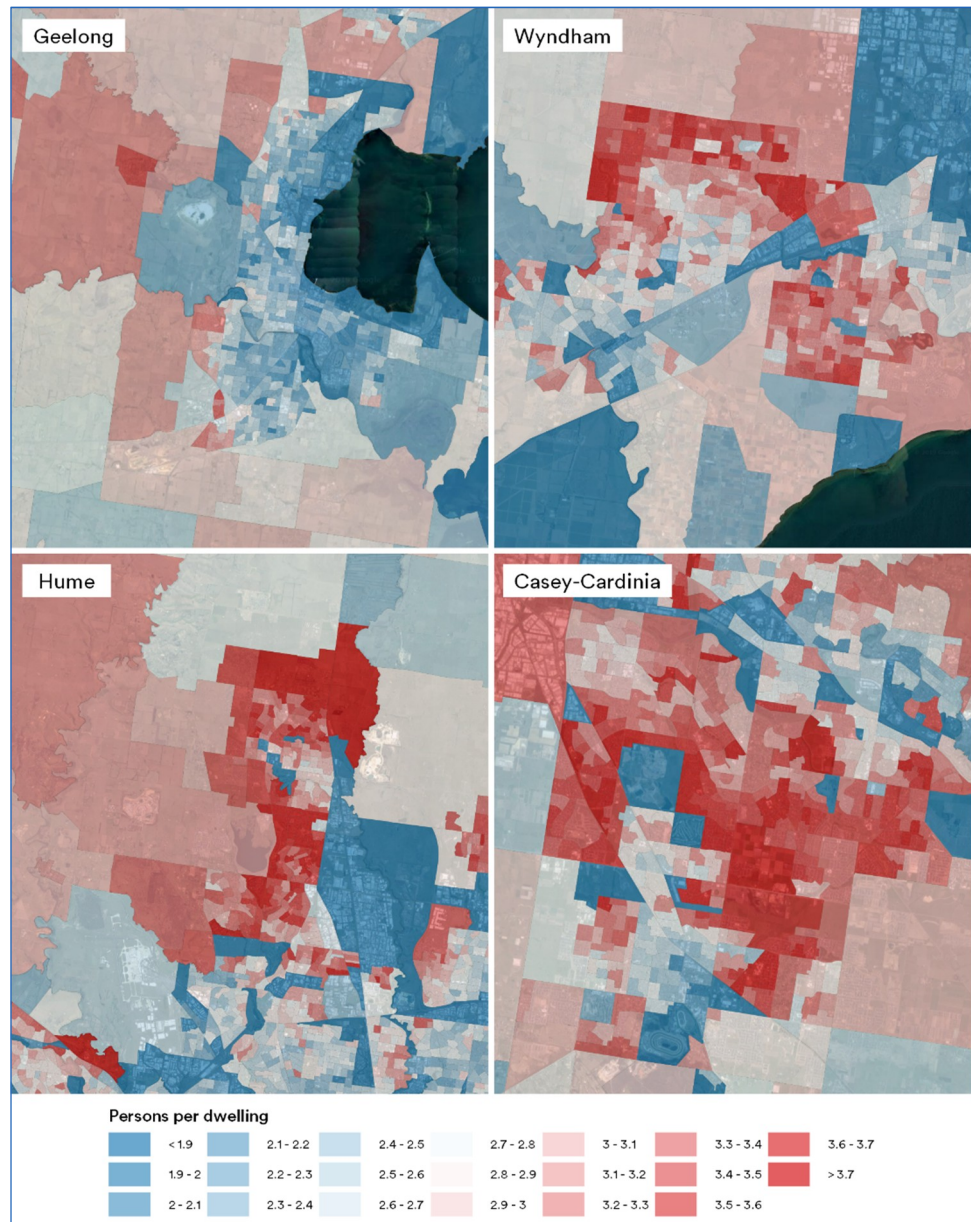 Geelong
Wyndham
Hume
Casey-Cardinia
Persons per dwelling
< 1.9 2.1 - 2.2 2.4 - 2.5 2.7 - 2.8 3 - 3.1 3.3 - 3.4 3.6 - 3.7
1.9 - 2 2.2 - 2.3 2.5 - 2.6 2.8 - 2.9 3.1 - 3.2 3.4 - 3.5 > 3.7
2 - 2.1 2.3 - 2.4 2.6 - 2.7 2.9 - 3 3.2 - 3.3 3.5 - 3.6